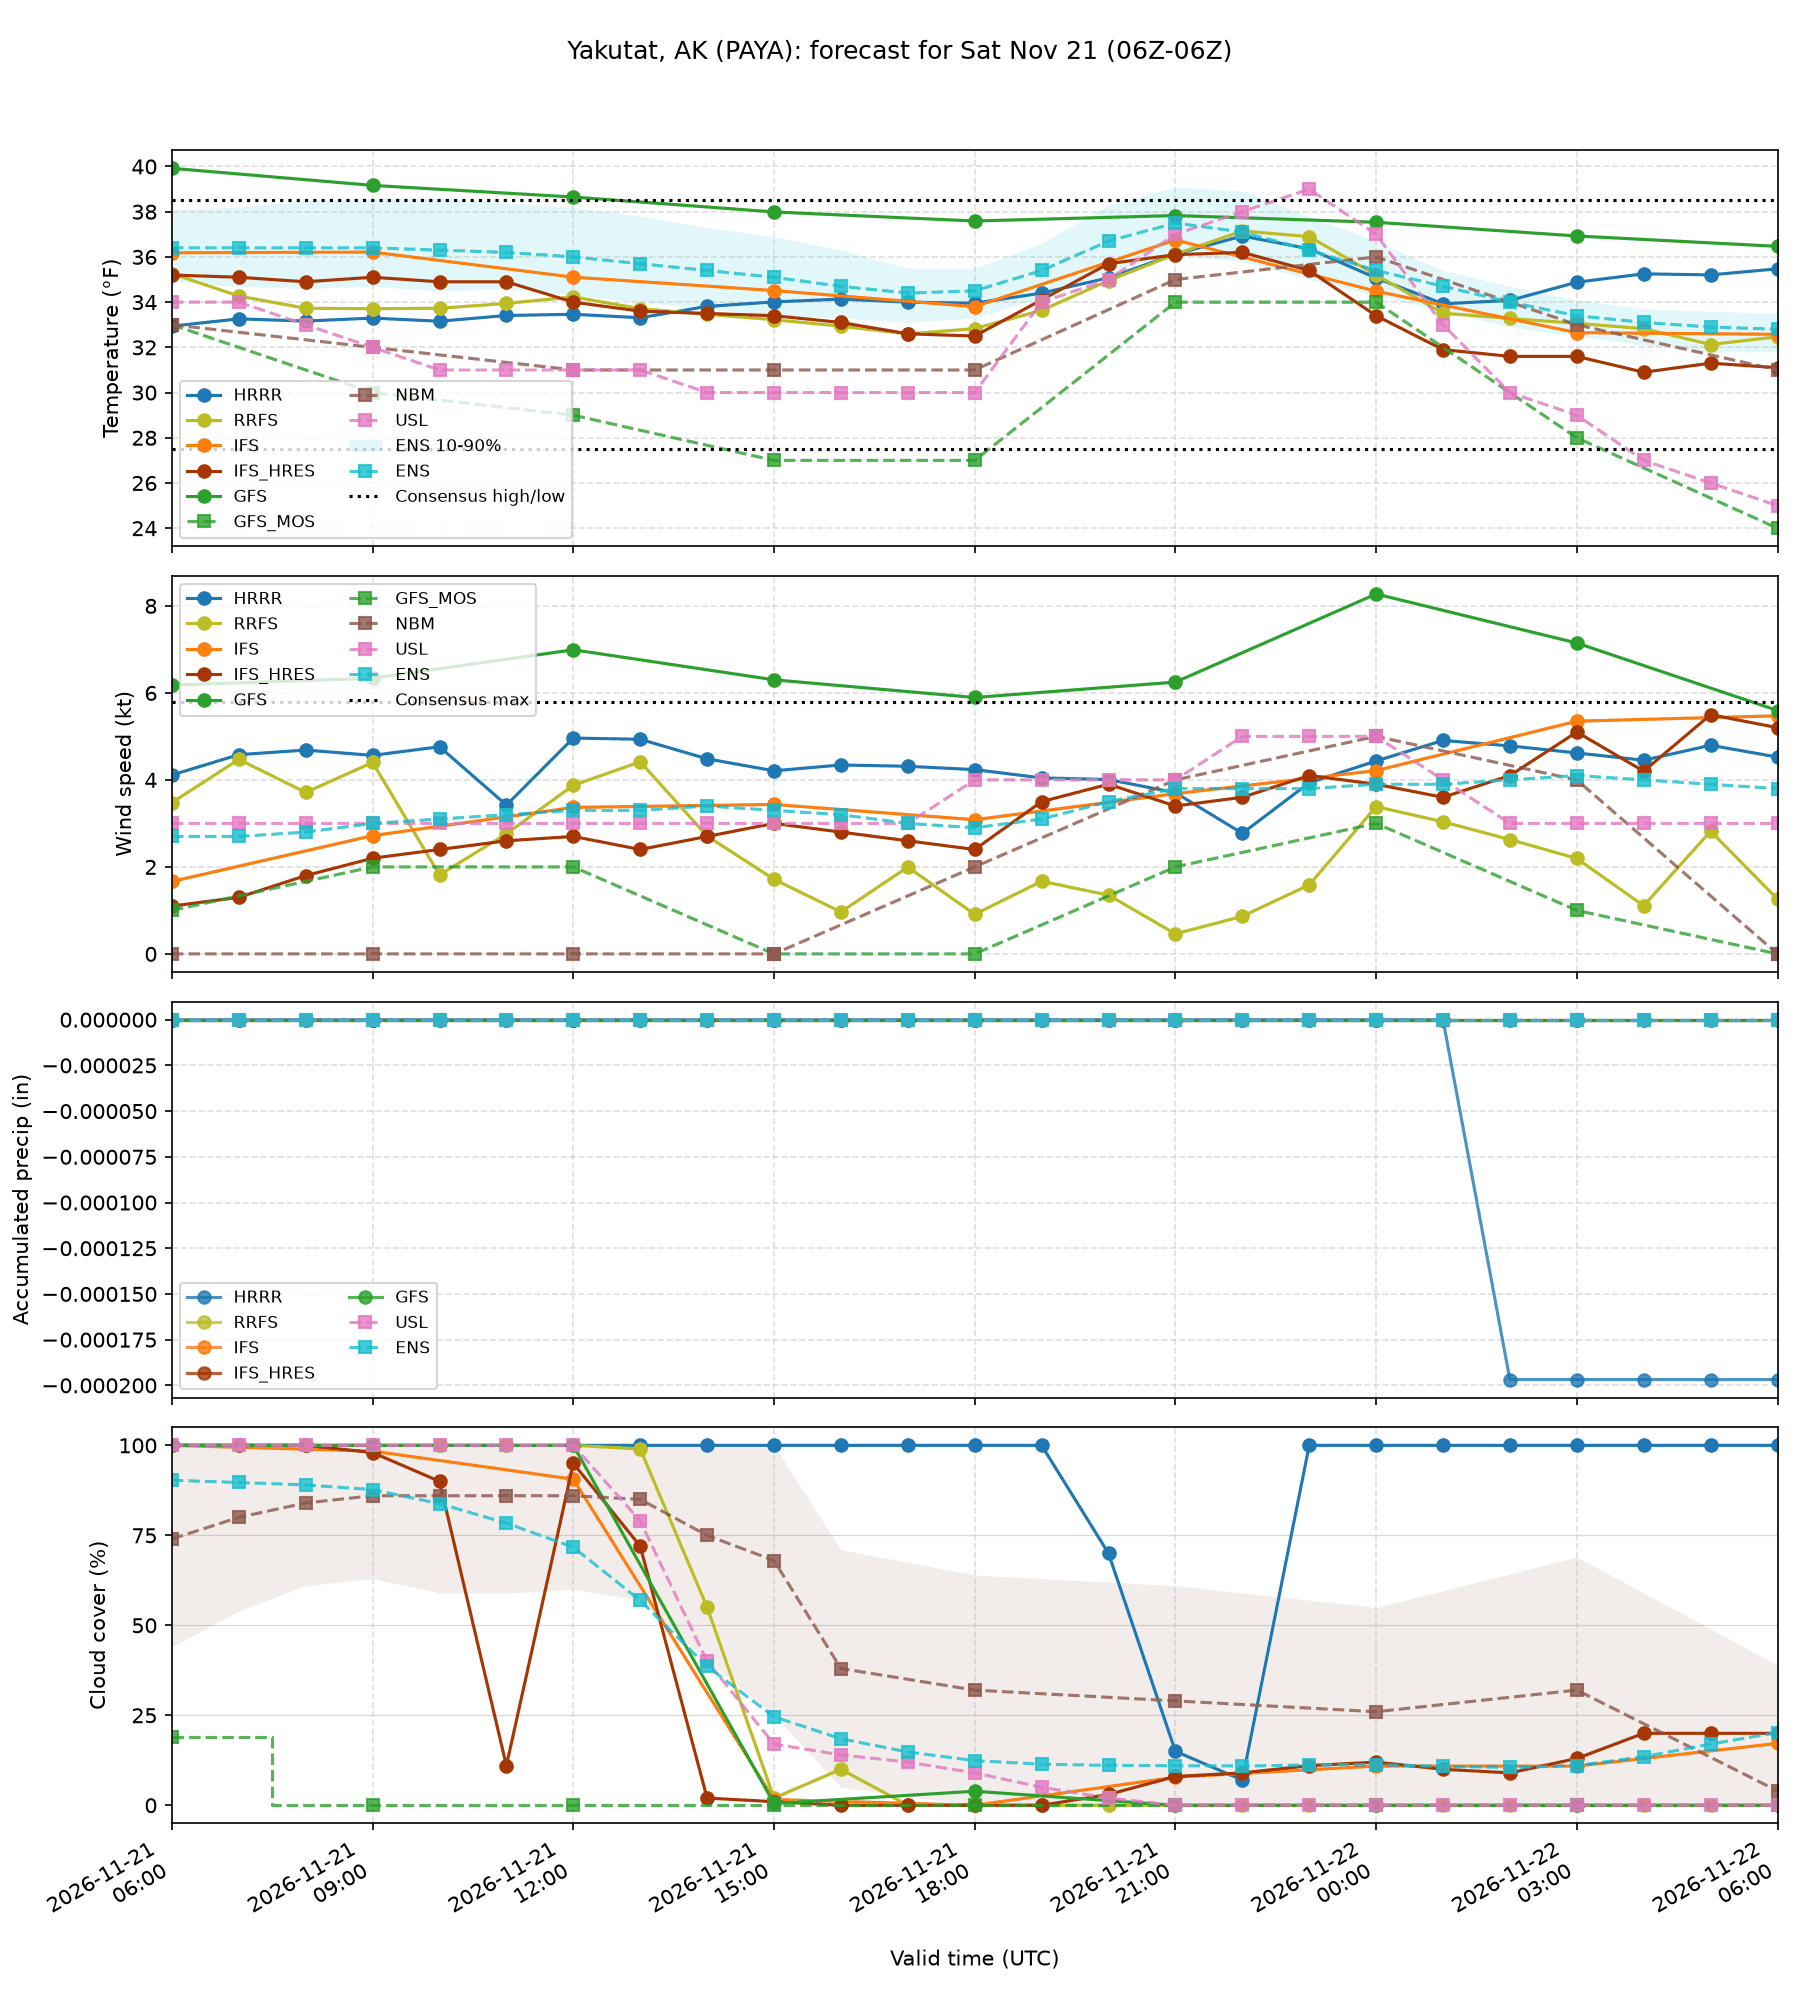 Yakutat, AK (PAYA): forecast for Sat Nov 21 (06Z-06Z)
Temperature (°F)
40
38
36
34
32
30
28
26
24
HRRR
RRFS
IFS
IFS_HRES
GFS
GFS_MOS
NBM
USL
ENS 10-90%
ENS
Consensus high/low
Wind speed (kt)
8
6
4
2
0
HRRR
RRFS
IFS
IFS_HRES
GFS
GFS_MOS
NBM
USL
ENS
Consensus max
Accumulated precip (in)
0.000000
−0.000025
−0.000050
−0.000075
−0.000100
−0.000125
−0.000150
−0.000175
−0.000200
HRRR
RRFS
IFS
IFS_HRES
GFS
USL
ENS
Cloud cover (%)
100
75
50
25
0
2026-11-21
06:00
2026-11-21
09:00
2026-11-21
12:00
2026-11-21
15:00
2026-11-21
18:00
2026-11-21
21:00
2026-11-22
00:00
2026-11-22
03:00
2026-11-22
06:00
Valid time (UTC)